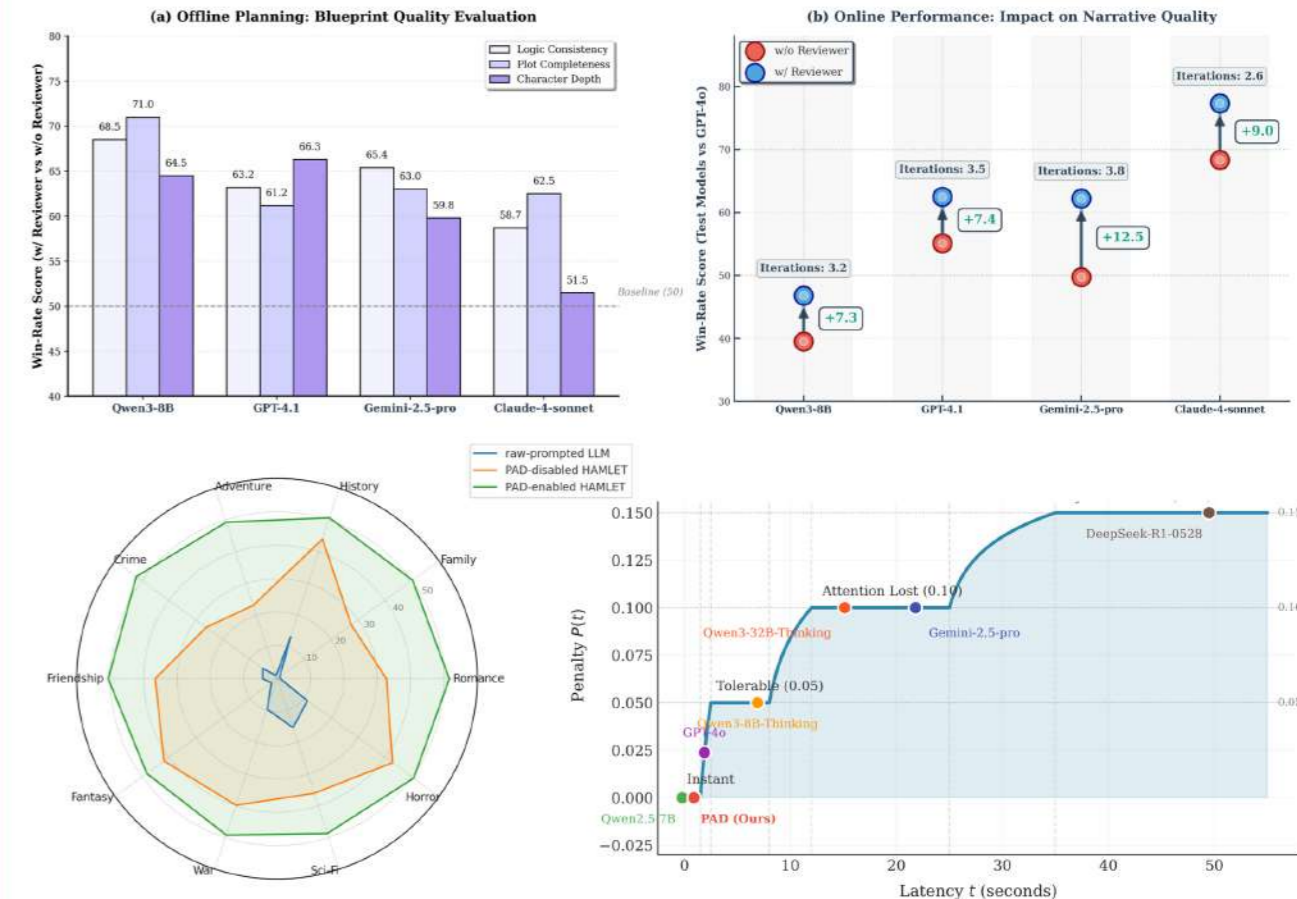 (a) Offline Planning: Blueprint Quality Evaluation
Win-Rate Score (w/ Reviewer vs w/o Reviewer)
80
75
70
65
60
55
50
45
40
Logic Consistency
Plot Completeness
Character Depth
68.5
71.0
64.5
63.2
61.2
66.3
65.4
63.0
59.8
58.7
62.5
51.5
Baseline (50)
Qwen3-8B
GPT-4.1
Gemini-2.5-pro
Claude-4-sonnet
(b) Online Performance: Impact on Narrative Quality
Win-Rate Score (Test Models vs GPT-4o)
80
70
60
50
40
30
w/o Reviewer
w/ Reviewer
Iterations: 3.2
+7.3
Iterations: 3.5
+7.4
Iterations: 3.8
+12.5
Iterations: 2.6
+9.0
Qwen3-8B
GPT-4.1
Gemini-2.5-pro
Claude-4-sonnet
raw-prompted LLM
PAD-disabled HAMLET
PAD-enabled HAMLET
Adventure
History
Crime
Family
Friendship
Romance
Fantasy
Horror
War
Sci-Fi
10
20
30
40
50
Penalty P(t)
0.150
0.125
0.100
0.075
0.050
0.025
0.000
−0.025
DeepSeek-R1-0528
Attention Lost (0.10)
Qwen3-32B-Thinking
Gemini-2.5-pro
Tolerable (0.05)
Qwen3-8B-Thinking
GPT-4o
Instant
Qwen2.5-7B
PAD (Ours)
0
10
20
30
40
50
Latency t (seconds)